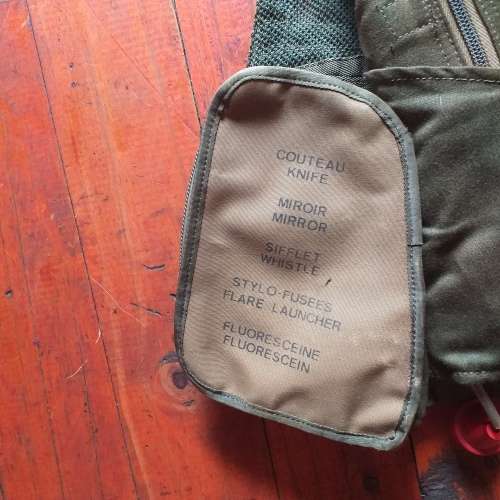 COUTEAU
KNIFE
MIROIR
MIRROR
SIFFLET
WHISTLE
STYLO-FUSEES
FLARE LAUNCHER
FLUORESCEINE
FLUORESCEIN